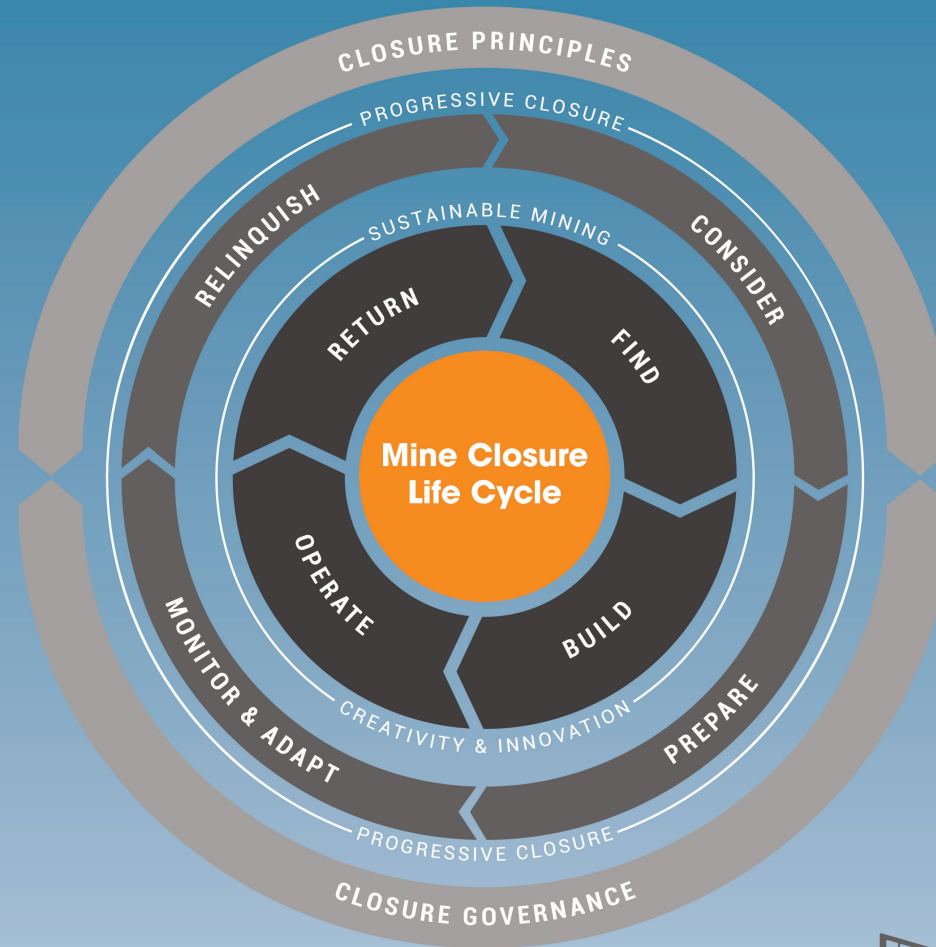 CLOSURE PRINCIPLES
PROGRESSIVE CLOSURE
RELINQUISH
CONSIDER
SUSTAINABLE MINING
RETURN
FIND
Mine Closure
Life Cycle
OPERATE
BUILD
MONITOR & ADAPT
PREPARE
CREATIVITY & INNOVATION
PROGRESSIVE CLOSURE
CLOSURE GOVERNANCE